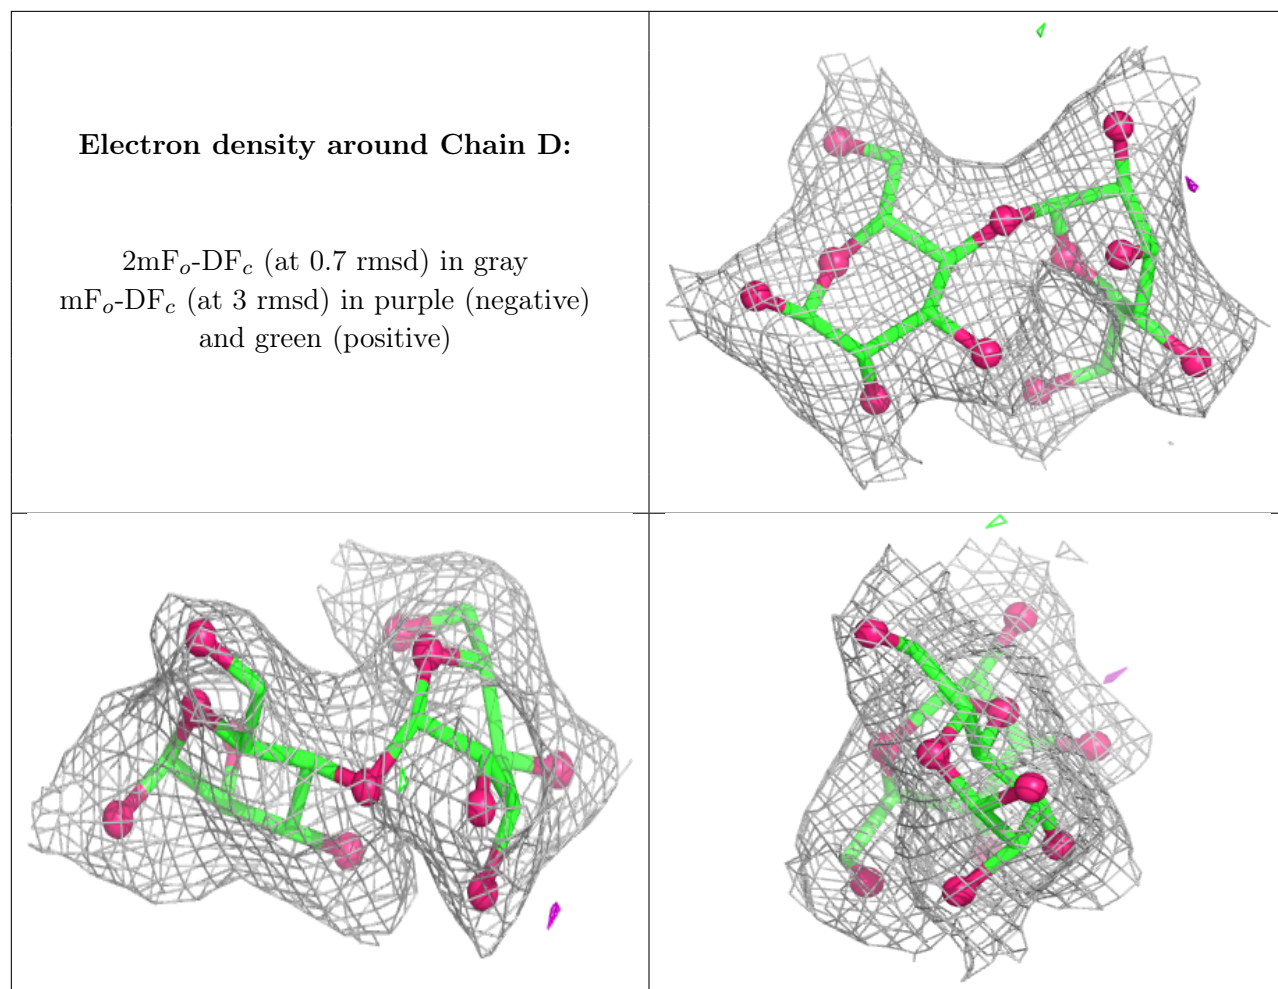 Electron density around Chain D:
2mFo-DFc (at 0.7 rmsd) in gray
mFo-DFc (at 3 rmsd) in purple (negative)
and green (positive)